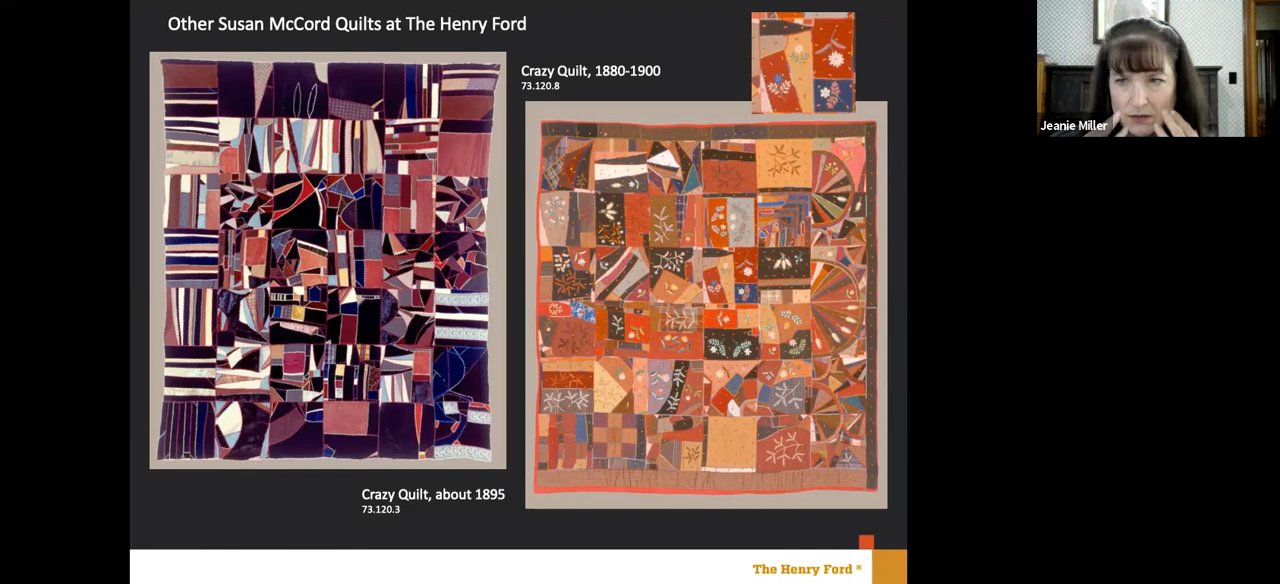 Other Susan McCord Quilts at The Henry Ford
Crazy Quilt, 1880-1900
73.120.8
Jeanie Miller
Crazy Quilt, about 1895
73.120.3
The Henry Ford ®